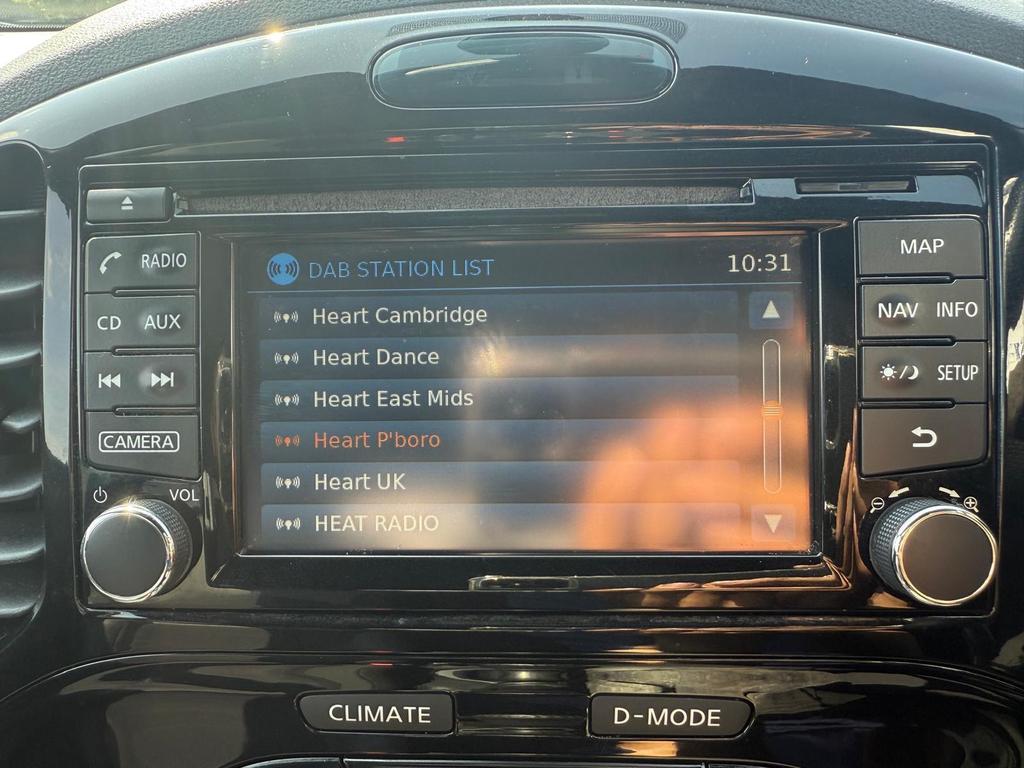 DAB STATION LIST 10:31
Heart Cambridge
Heart Dance
Heart East Mids
Heart P'boro
Heart UK
HEAT RADIO
RADIO
CD AUX
CAMERA
VOL
MAP
NAV INFO
SETUP
CLIMATE
D-MODE